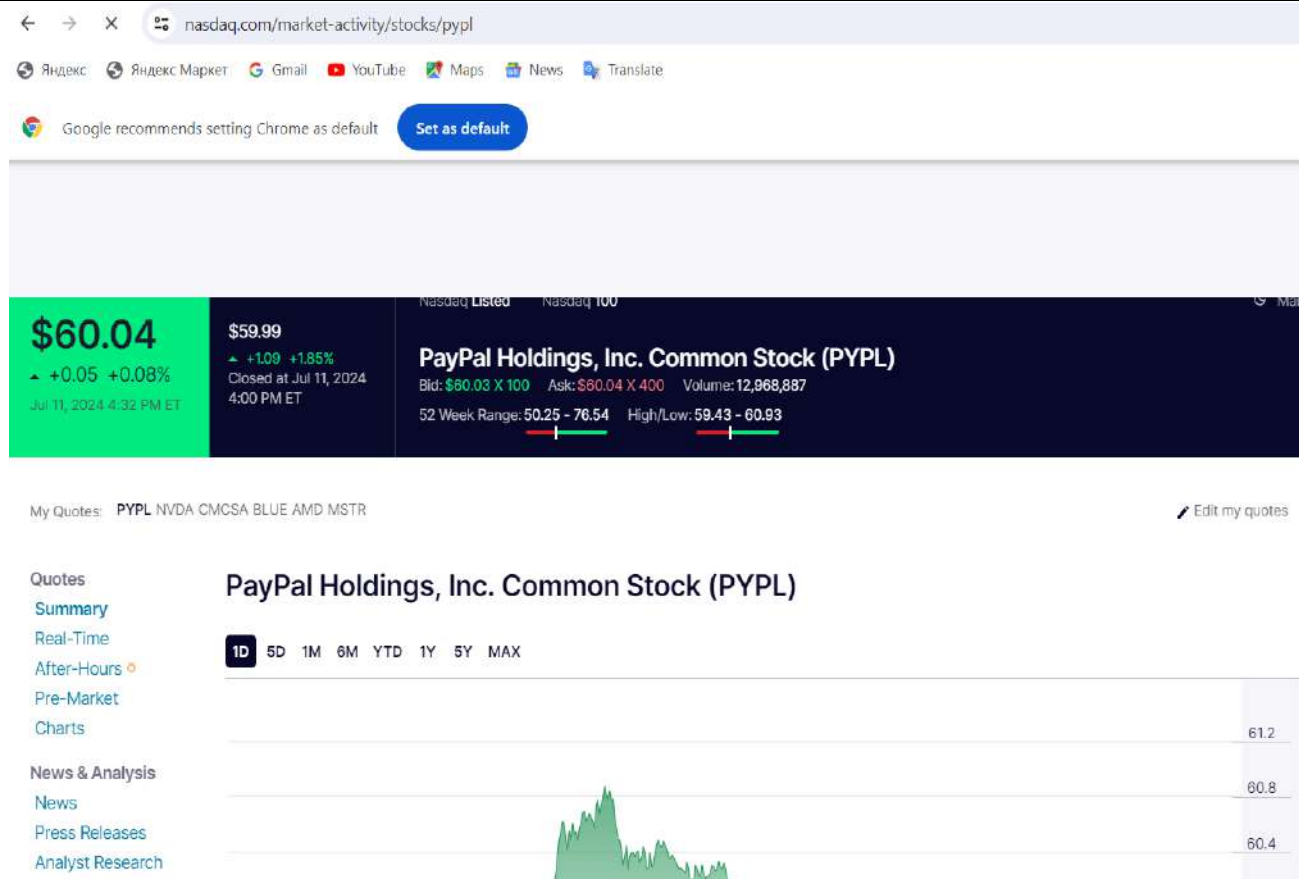 nasdaq.com/market-activity/stocks/pypl
Яндекс Яндекс Маркет Gmail YouTube Maps News Translate
Google recommends setting Chrome as default Set as default
Nasdaq Listed Nasdaq 100
$60.04
+0.05 +0.08%
Jul 11, 2024 4:32 PM ET
$59.99
+1.09 +1.85%
Closed at Jul 11, 2024
4:00 PM ET
PayPal Holdings, Inc. Common Stock (PYPL)
Bid: $60.03 X 100 Ask: $60.04 X 400 Volume: 12,968,887
52 Week Range: 50.25 - 76.54 High/Low: 59.43 - 60.93
My Quotes: PYPL NVDA CMCSA BLUE AMD MSTR
Edit my quotes
Quotes
Summary
Real-Time
After-Hours
Pre-Market
Charts
News & Analysis
News
Press Releases
Analyst Research
PayPal Holdings, Inc. Common Stock (PYPL)
1D 5D 1M 6M YTD 1Y 5Y MAX
61.2
60.8
60.4